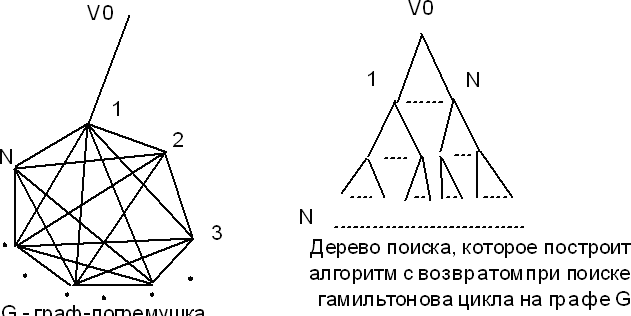 V0
1
2
N
3
G - граф-погремушка
V0
1
N
N
Дерево поиска, которое построит
алгоритм с возвратом при поиске
гамильтонова цикла на графе G